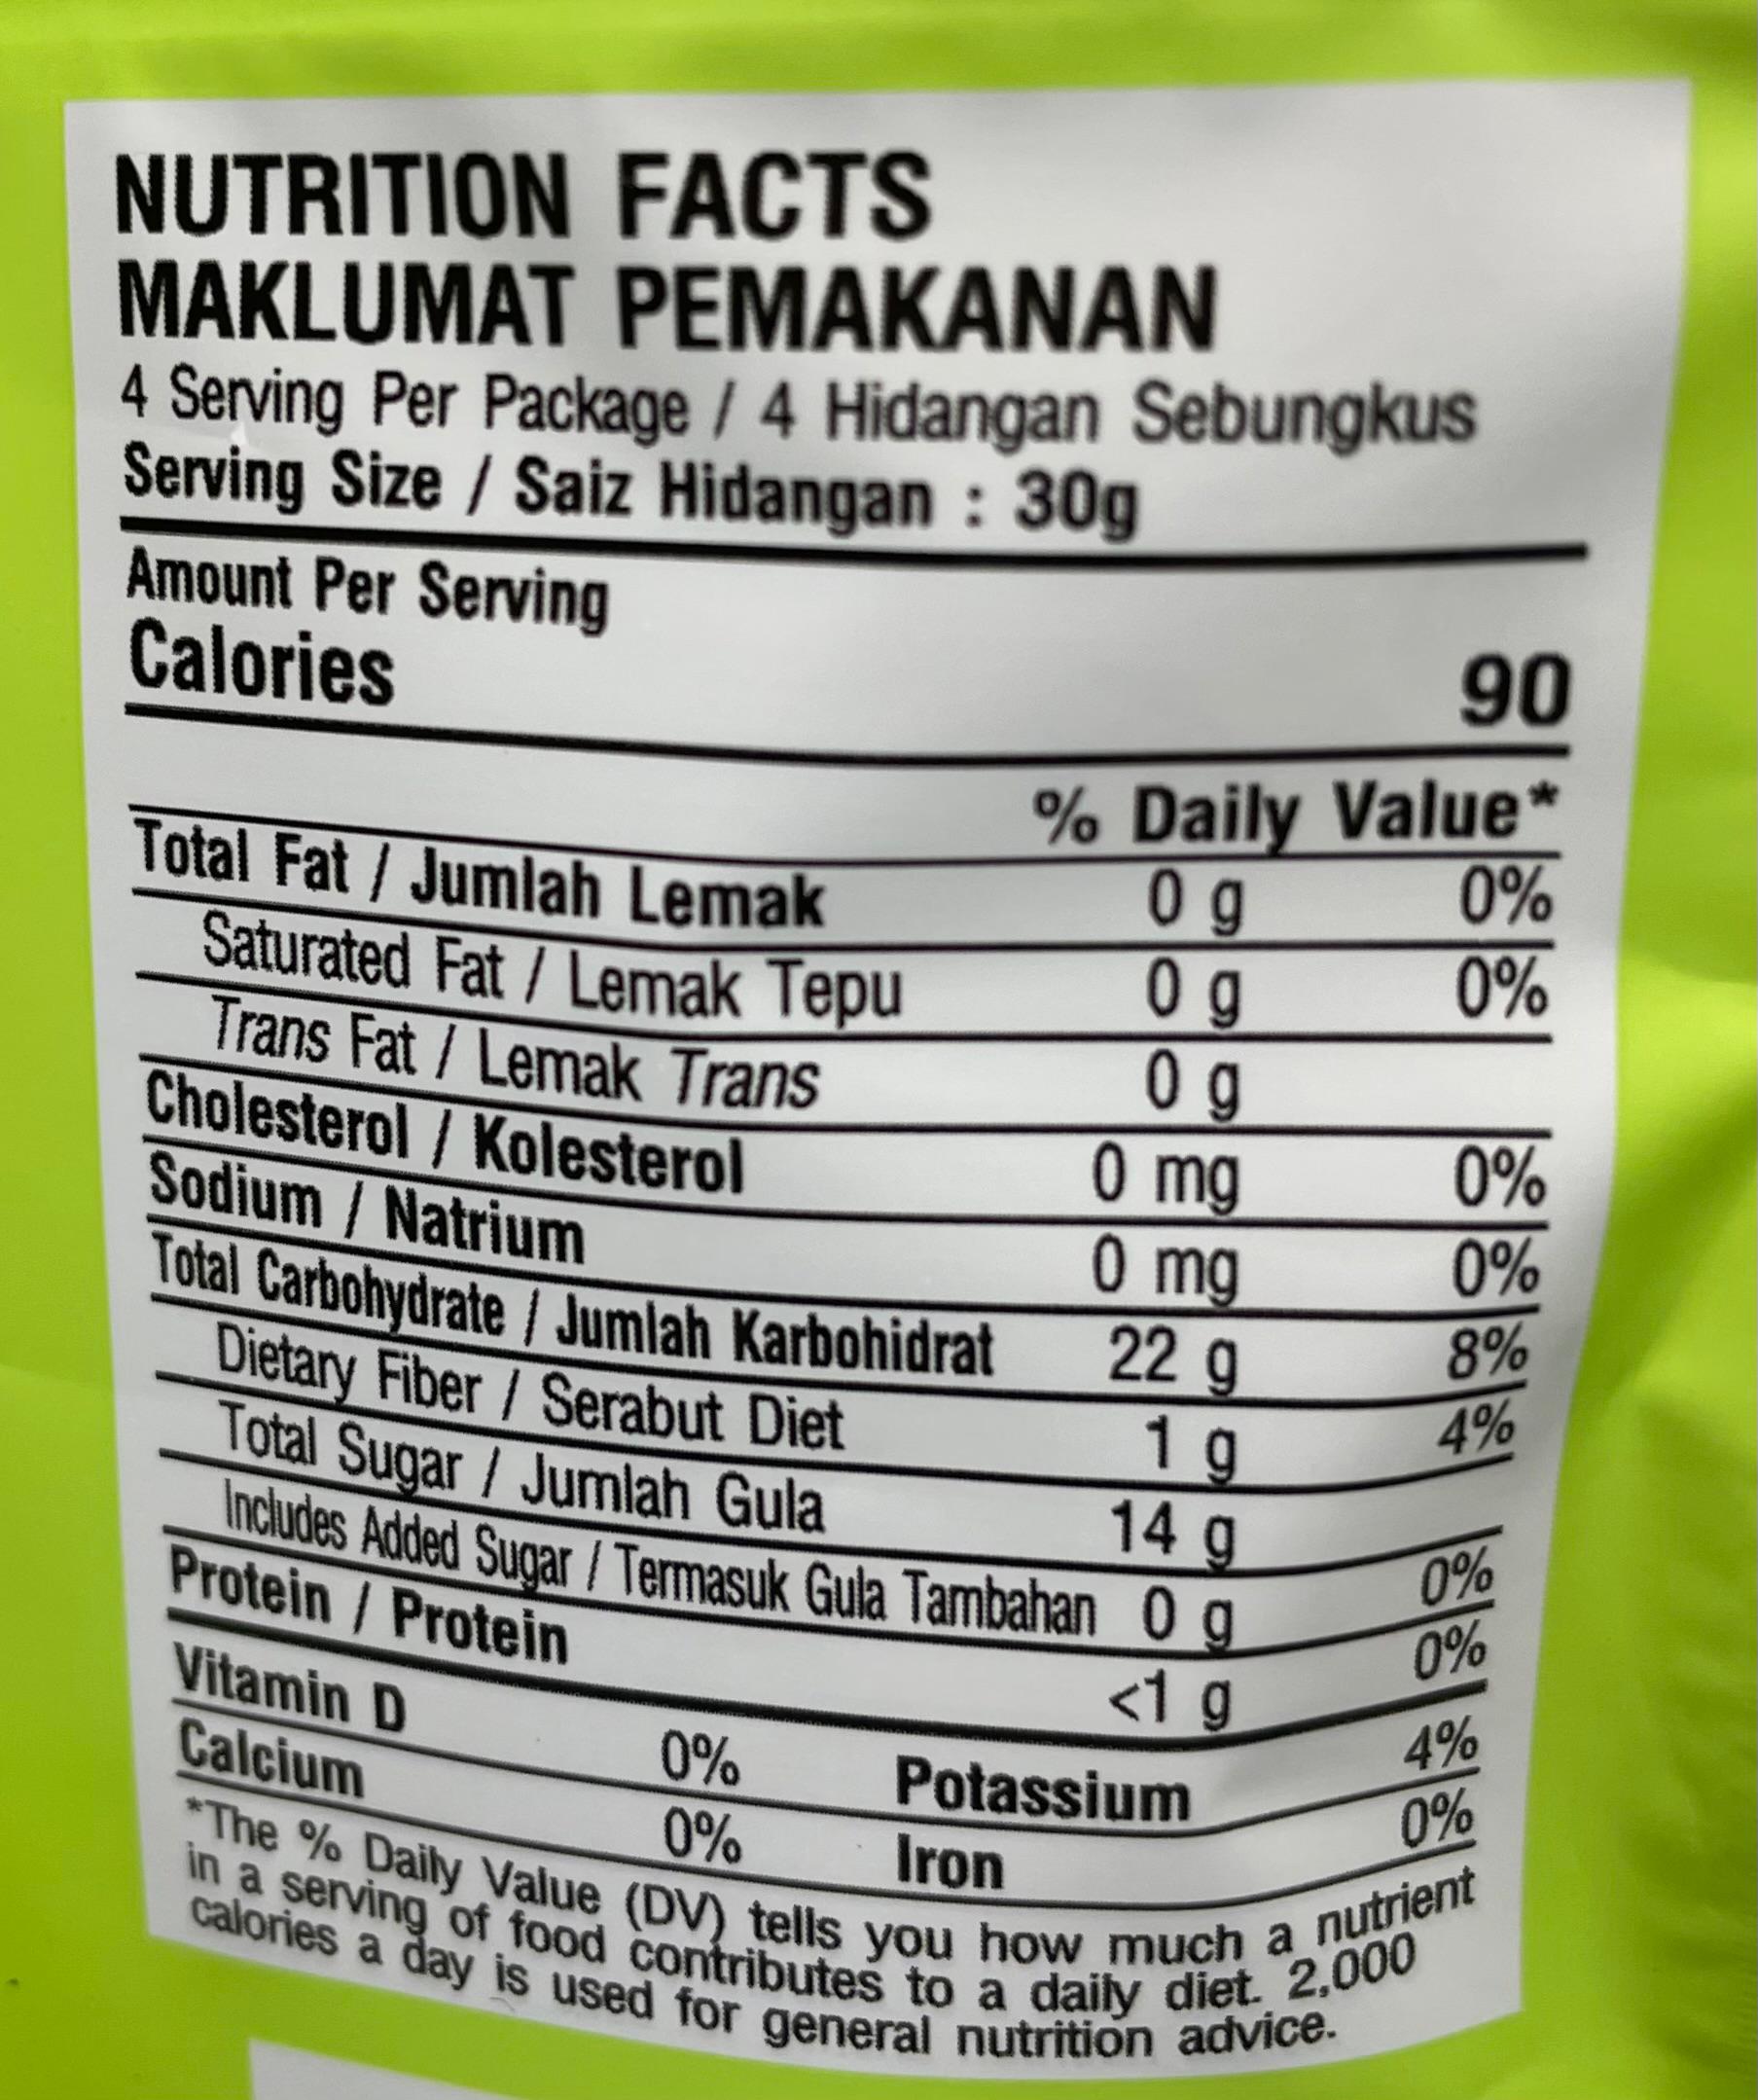 NUTRITION FACTS
MAKLUMAT PEMAKANAN
4 Serving Per Package / 4 Hidangan Sebungkus
Serving Size / Saiz Hidangan : 30g
Amount Per Serving
Calories 90
% Daily Value*
Total Fat / Jumlah Lemak 0 g 0%
Saturated Fat / Lemak Tepu 0 g 0%
Trans Fat / Lemak Trans 0 g
Cholesterol / Kolesterol 0 mg 0%
Sodium / Natrium 0 mg 0%
Total Carbohydrate / Jumlah Karbohidrat 22 g 8%
Dietary Fiber / Serabut Diet 1 g 4%
Total Sugar / Jumlah Gula 14 g
Includes Added Sugar / Termasuk Gula Tambahan 0 g 0%
Protein / Protein <1 g 0%
Vitamin D 0% Potassium 4%
Calcium 0% Iron 0%
*The % Daily Value (DV) tells you how much a nutrient
in a serving of food contributes to a daily diet. 2,000
calories a day is used for general nutrition advice.